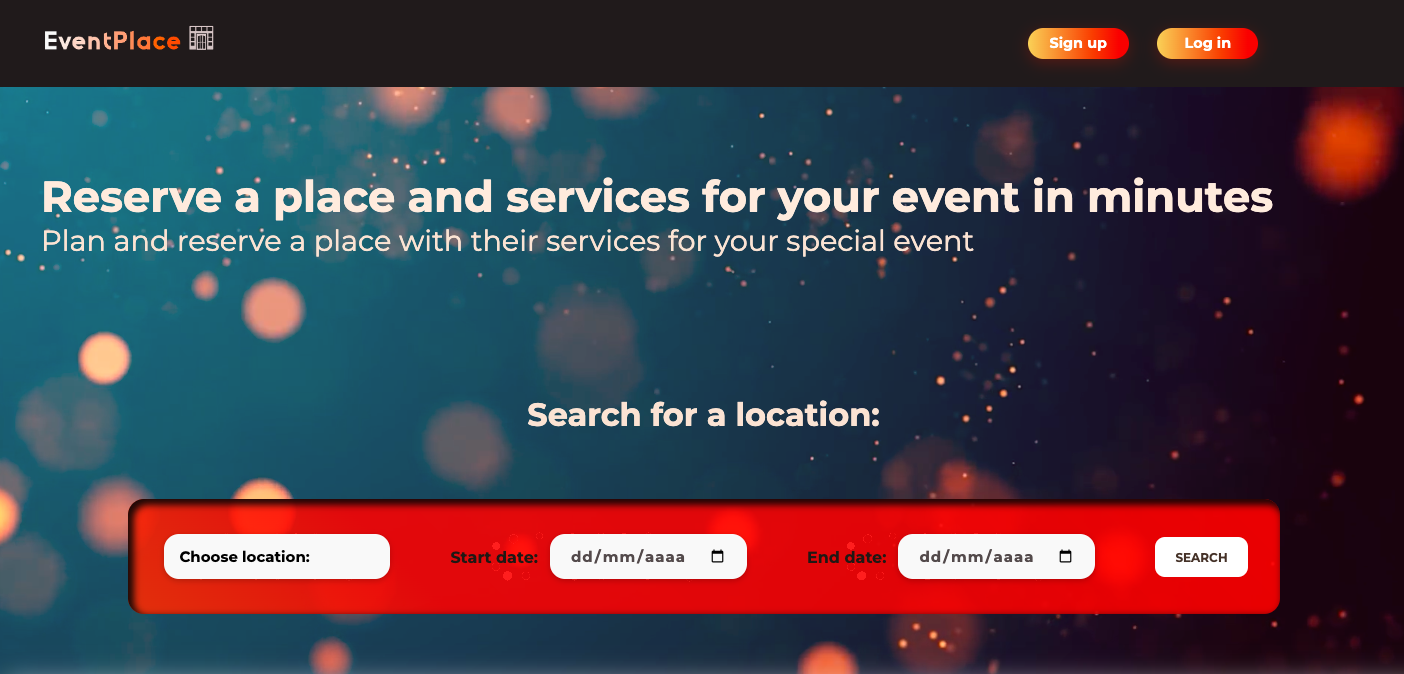 EventPlace
Sign up
Log in
Reserve a place and services for your event in minutes
Plan and reserve a place with their services for your special event
Search for a location:
Choose location:
Start date:
dd/mm/aaaa
End date:
dd/mm/aaaa
SEARCH